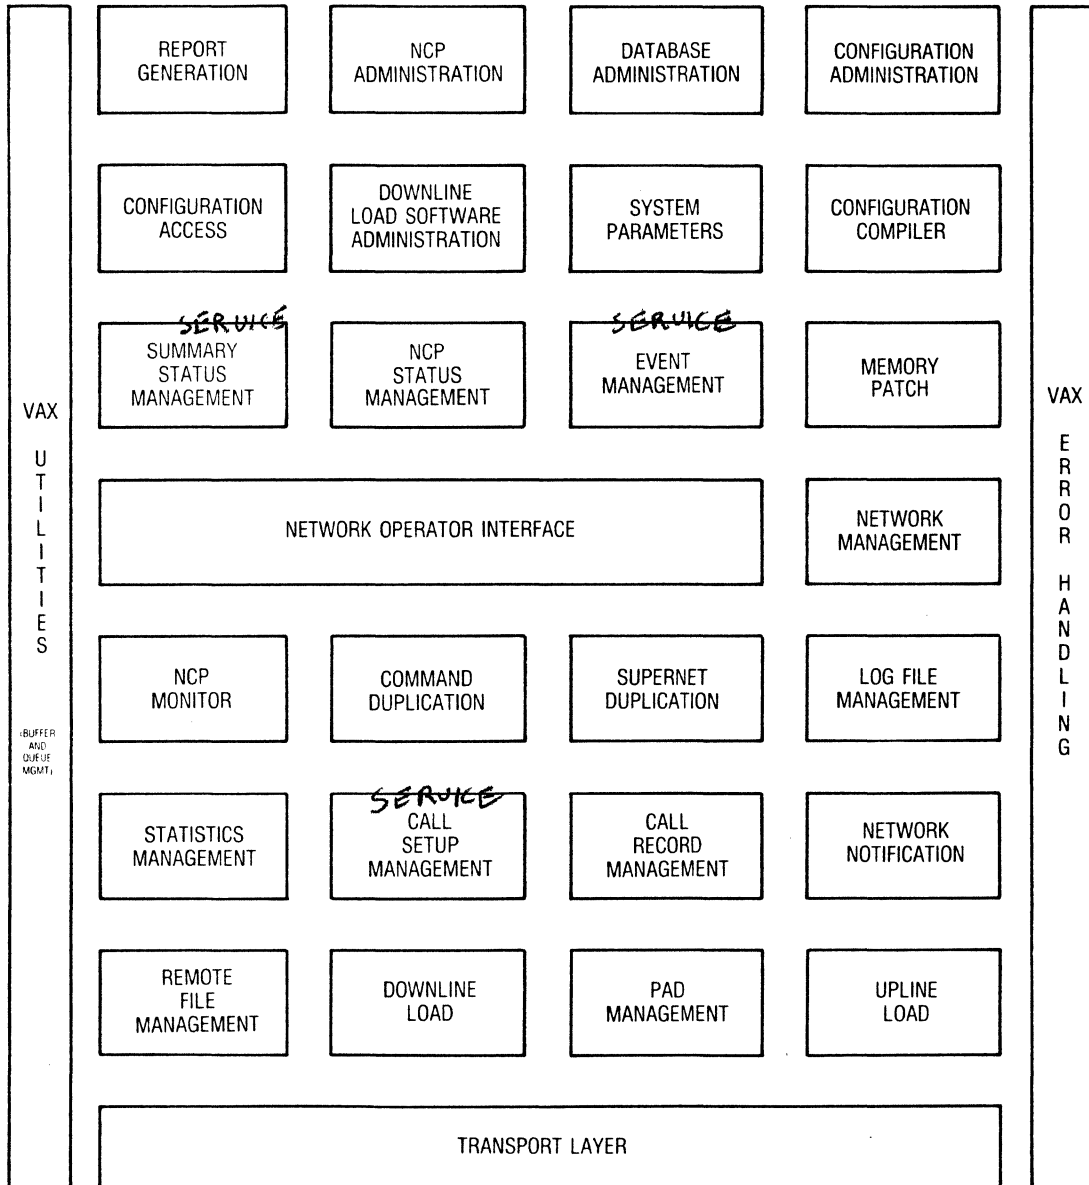 REPORT
GENERATION
NCP
ADMINISTRATION
DATABASE
ADMINISTRATION
CONFIGURATION
ADMINISTRATION
CONFIGURATION
ACCESS
DOWNLINE
LOAD SOFTWARE
ADMINISTRATION
SYSTEM
PARAMETERS
CONFIGURATION
COMPILER
SERVICE
SUMMARY
STATUS
MANAGEMENT
NCP
STATUS
MANAGEMENT
SERVICE
EVENT
MANAGEMENT
MEMORY
PATCH
VAX
UTILITIES
(BUFFER
AND
QUEUE
MGMT)
VAX
ERROR
HANDLING
NETWORK OPERATOR INTERFACE
NETWORK
MANAGEMENT
NCP
MONITOR
COMMAND
DUPLICATION
SUPERNET
DUPLICATION
LOG FILE
MANAGEMENT
STATISTICS
MANAGEMENT
SERVICE
CALL
SETUP
MANAGEMENT
CALL
RECORD
MANAGEMENT
NETWORK
NOTIFICATION
REMOTE
FILE
MANAGEMENT
DOWNLINE
LOAD
PAD
MANAGEMENT
UPLINE
LOAD
TRANSPORT LAYER